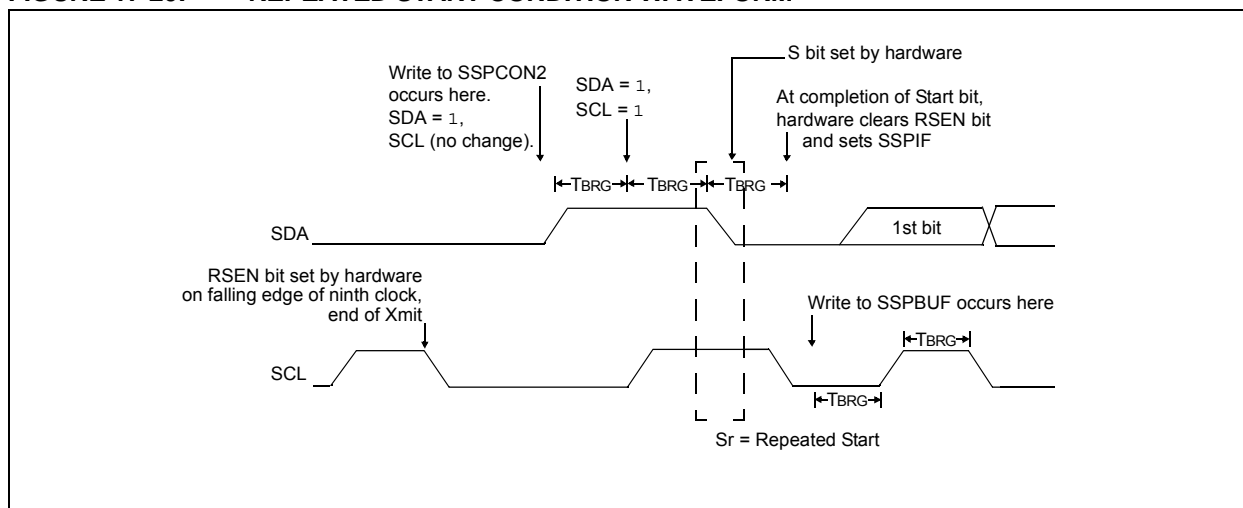 S bit set by hardware
Write to SSPCON2
occurs here.
SDA = 1,
SCL (no change).
SDA = 1,
SCL = 1
At completion of Start bit,
hardware clears RSEN bit
and sets SSPIF
TBRG
TBRG
TBRG
SDA
1st bit
RSEN bit set by hardware
on falling edge of ninth clock,
end of Xmit
Write to SSPBUF occurs here
TBRG
SCL
TBRG
Sr = Repeated Start